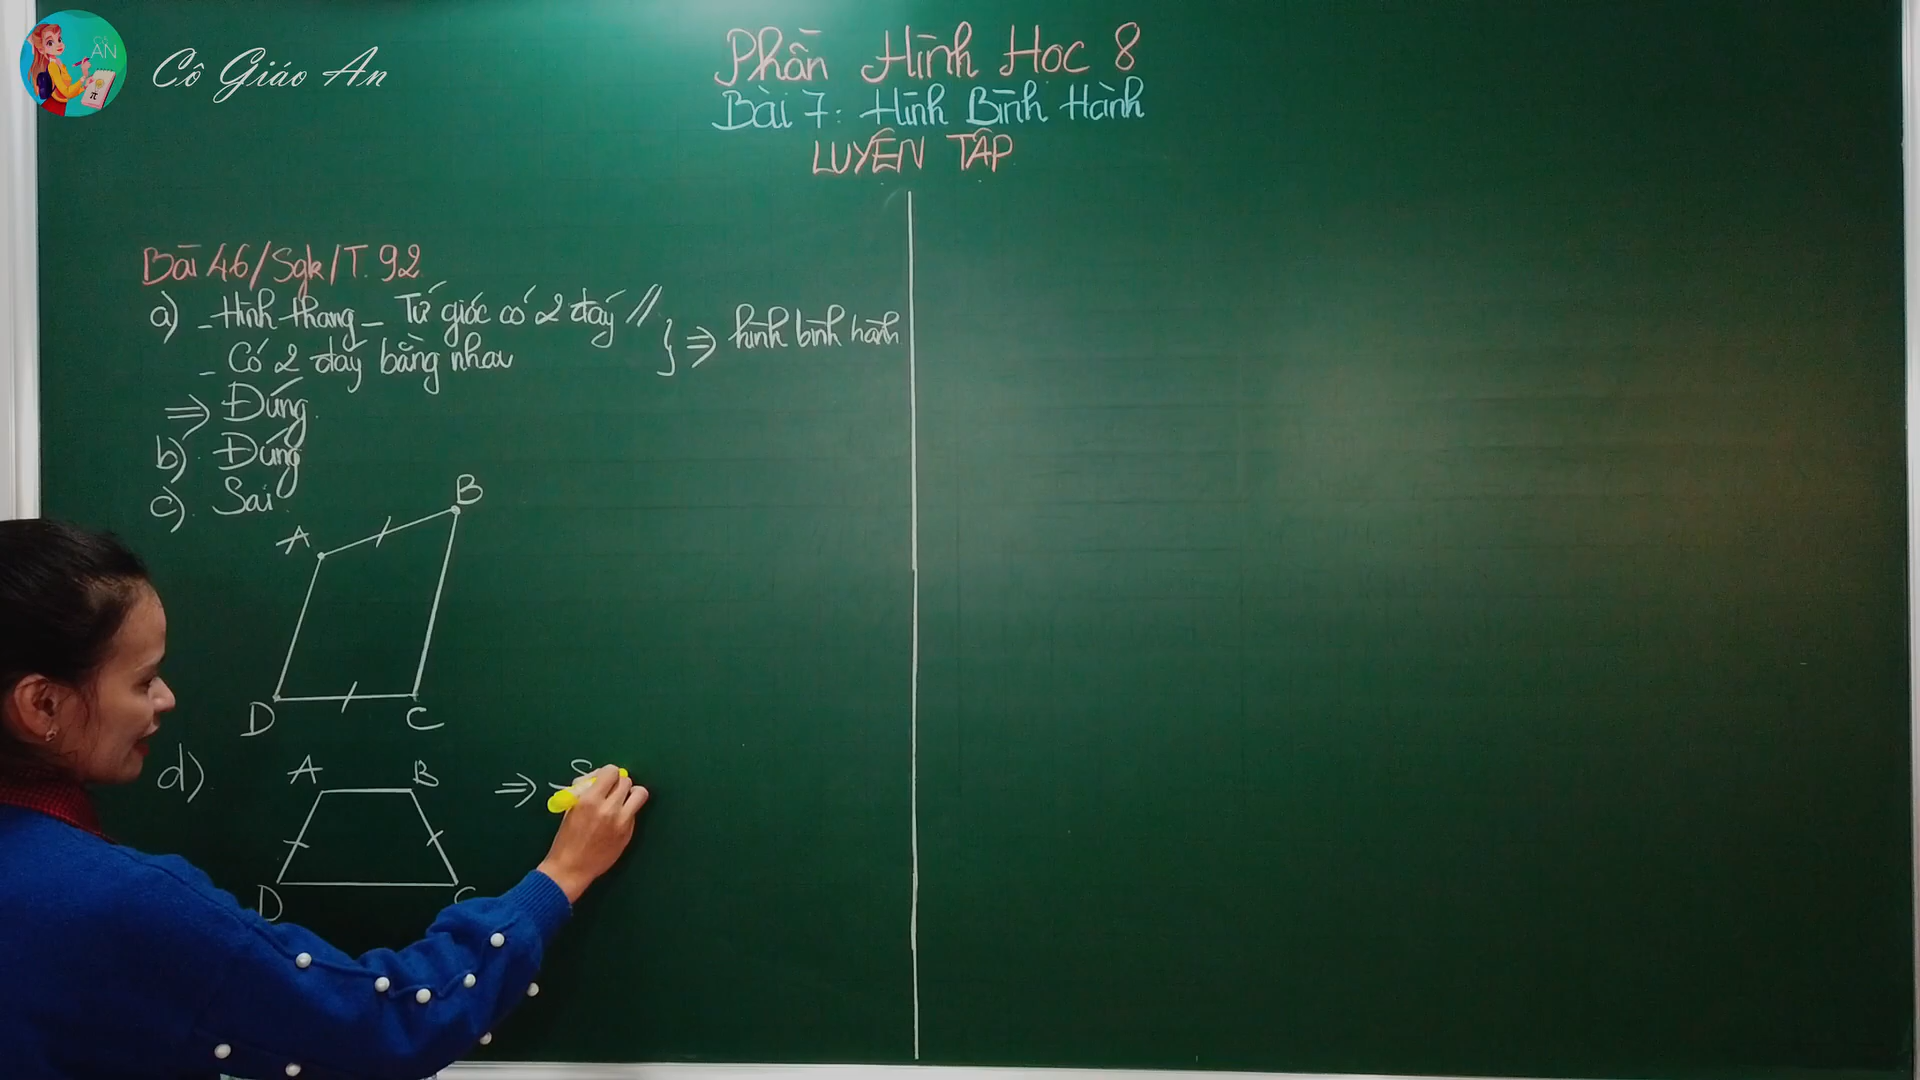 AN
Cô Giáo An
Phần Hình Học 8
Bài 7: Hình Bình Hành
LUYỆN TẬP
Bài 46/Sgk/T.92
a) - Hình thang - Tứ giác có 2 đáy //
- Có 2 đáy bằng nhau
} => hình bình hành
=> Đúng.
b) Đúng
c) Sai
B
A
D C
d). A B => S
D C